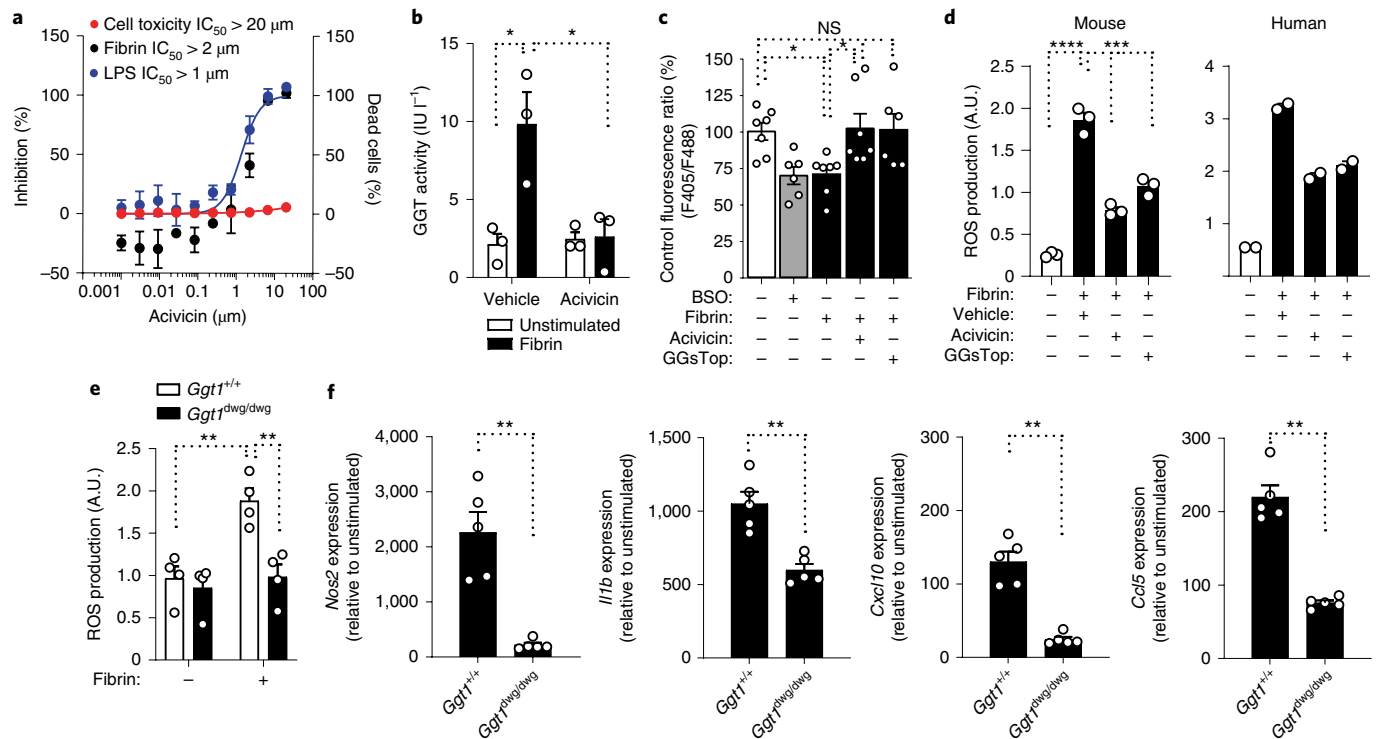 a
Cell toxicity IC50 > 20 μm
Fibrin IC50 > 2 μm
LPS IC50 > 1 μm
150
100
50
0
–50
Inhibition (%)
150
100
50
0
–50
Dead cells (%)
0.001
0.01
0.1
1
10
100
Acivicin (μm)
b
* *
15
10
5
0
GGT activity (IU l–1)
Vehicle Acivicin
Unstimulated
Fibrin
c
NS
* *
150
125
100
75
50
25
0
Control fluorescence ratio (%)
(F405/F488)
BSO: – + – – –
Fibrin: – – + + +
Acivicin: – – – + –
GGsTop: – – – – +
d
Mouse
**** ***
2.5
2.0
1.5
1.0
0.5
0
ROS production (A.U.)
Human
4
3
2
1
Fibrin: – + + + – + + +
Vehicle: – + – – – + – –
Acivicin: – – + – – – + –
GGsTop: – – – + – – – +
e
Ggt1+/+
Ggt1dwg/dwg
** **
2.5
2.0
1.5
1.0
0.5
0
ROS production (A.U.)
Fibrin: – +
f
**
4,000
3,000
2,000
1,000
0
Nos2 expression
(relative to unstimulated)
Ggt1+/+
Ggt1dwg/dwg
**
1,500
1,000
500
0
Il1b expression
(relative to unstimulated)
Ggt1+/+
Ggt1dwg/dwg
**
300
200
100
0
Cxcl10 expression
(relative to unstimulated)
Ggt1+/+
Ggt1dwg/dwg
**
300
200
100
0
Ccl5 expression
(relative to unstimulated)
Ggt1+/+
Ggt1dwg/dwg